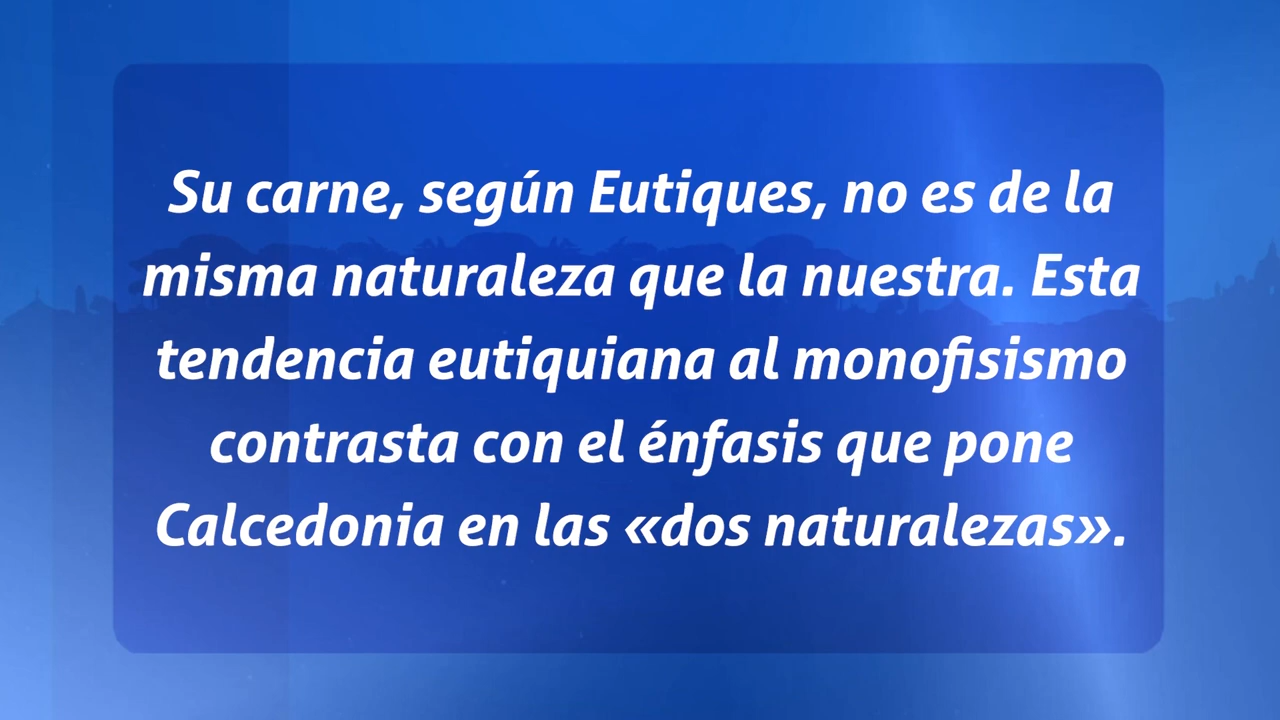 Su carne, según Eutiques, no es de la
misma naturaleza que la nuestra. Esta
tendencia eutiquiana al monofisismo
contrasta con el énfasis que pone
Calcedonia en las «dos naturalezas».